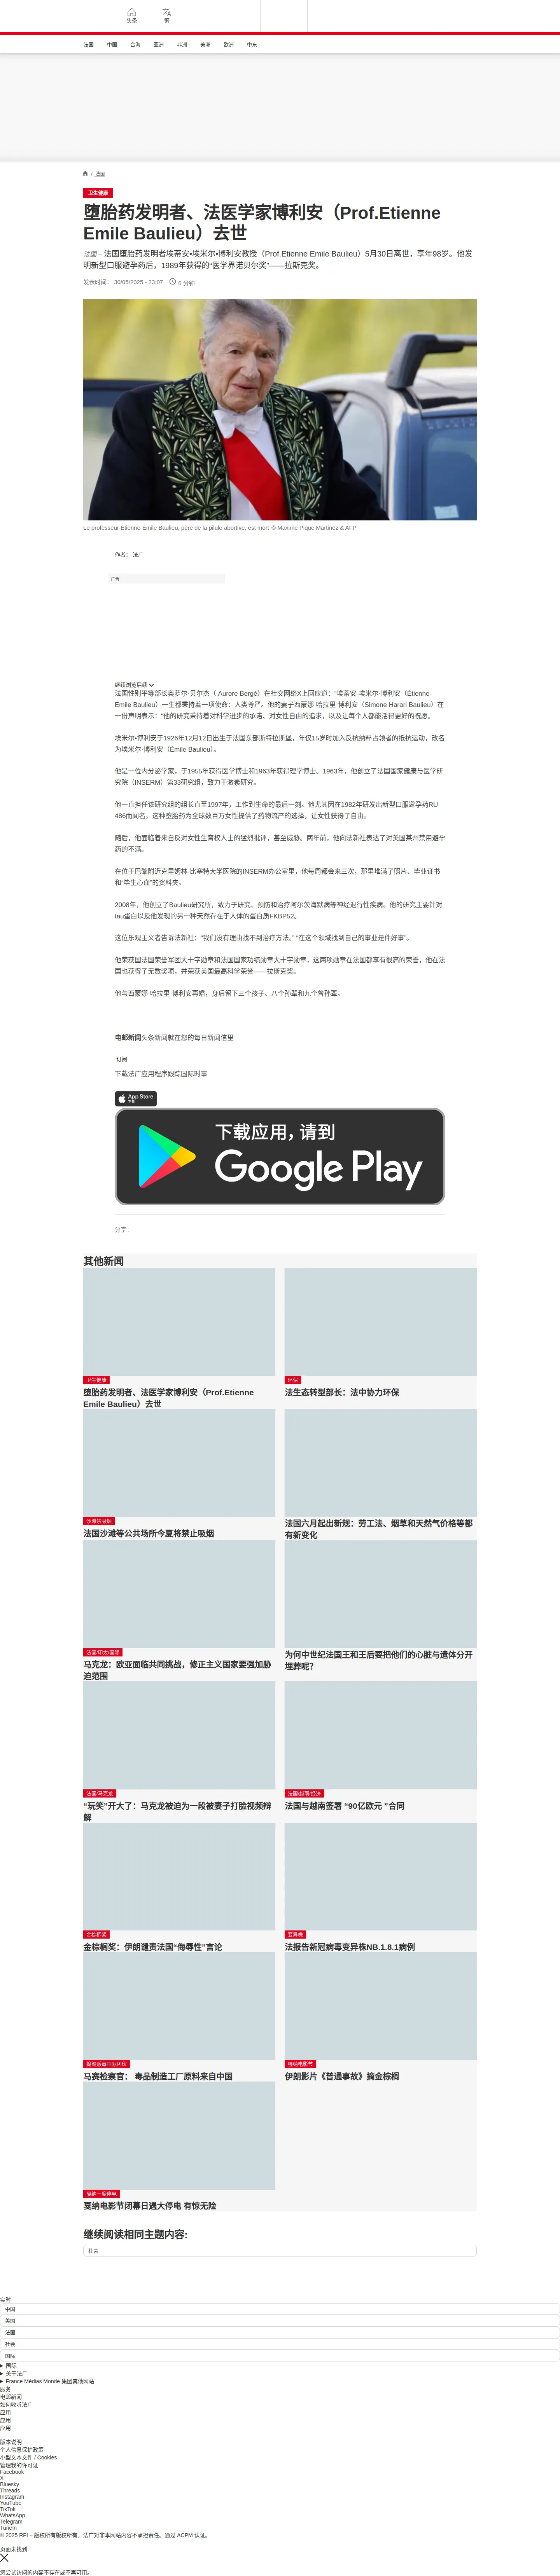 头条
繁
法国
中国
台海
亚洲
非洲
美洲
欧洲
中东
/ 法国
卫生健康
堕胎药发明者、法医学家博利安（Prof.Etienne
Emile Baulieu）去世
法国 – 法国堕胎药发明者埃蒂安•埃米尔•博利安教授（Prof.Etienne Emile Baulieu）5月30日离世，享年98岁。他发
明新型口服避孕药后，1989年获得的“医学界诺贝尔奖”——拉斯克奖。
发表时间： 30/05/2025 - 23:07 6 分钟
Le professeur Étienne-Émile Baulieu, père de la pilule abortive, est mort © Maxime Pique Martinez & AFP
作者： 法广
广告
继续浏览后续
法国性别平等部长奥萝尔·贝尔杰（ Aurore Bergé）在社交网络X上回应道：“埃蒂安-埃米尔·博利安（Étienne-
Emile Baulieu）一生都秉持着一项使命：人类尊严。他的妻子西蒙娜·哈拉里·博利安（Simone Harari Baulieu）在
一份声明表示：“他的研究秉持着对科学进步的承诺、对女性自由的追求，以及让每个人都能活得更好的祝愿。
埃米尔•博利安于1926年12月12日出生于法国东部斯特拉斯堡，年仅15岁时加入反抗纳粹占领者的抵抗运动，改名
为埃米尔·博利安（Émile Baulieu）。
他是一位内分泌学家，于1955年获得医学博士和1963年获得理学博士。1963年，他创立了法国国家健康与医学研
究院（INSERM）第33研究组，致力于激素研究。
他一直担任该研究组的组长直至1997年，工作到生命的最后一刻。他尤其因在1982年研发出新型口服避孕药RU
486而闻名。这种堕胎药为全球数百万女性提供了药物流产的选择，让女性获得了自由。
随后，他面临着来自反对女性生育权人士的猛烈批评，甚至威胁。两年前，他向法新社表达了对美国某州禁用避孕
药的不满。
在位于巴黎附近克里姆林-比塞特大学医院的INSERM办公室里，他每周都会来三次，那里堆满了照片、毕业证书
和“毕生心血”的资料夹。
2008年，他创立了Baulieu研究所，致力于研究、预防和治疗阿尔茨海默病等神经退行性疾病。他的研究主要针对
tau蛋白以及他发现的另一种天然存在于人体的蛋白质FKBP52。
这位乐观主义者告诉法新社：“我们没有理由找不到治疗方法。” “在这个领域找到自己的事业是件好事”。
他荣获国法国荣誉军团大十字勋章和法国国家功绩勋章大十字勋章，这两项勋章在法国都享有很高的荣誉，他在法
国也获得了无数奖项，并荣获美国最高科学荣誉——拉斯克奖。
他与西蒙娜·哈拉里·博利安再婚，身后留下三个孩子、八个孙辈和九个曾孙辈。
电邮新闻头条新闻就在您的每日新闻信里
订阅
下载法广应用程序跟踪国际时事
App Store
下载
下载应用，请到
Google Play
分享 :
其他新闻
卫生健康
堕胎药发明者、法医学家博利安（Prof.Etienne
Emile Baulieu）去世
环保
法生态转型部长：法中协力环保
沙滩禁吸烟
法国沙滩等公共场所今夏将禁止吸烟
法国六月起出新规：劳工法、烟草和天然气价格等都
有新变化
法国/印太/国际
马克龙：欧亚面临共同挑战，修正主义国家要强加胁
迫范围
为何中世纪法国王和王后要把他们的心脏与遗体分开
埋葬呢？
法国/马克龙
“玩笑”开大了：马克龙被迫为一段被妻子打脸视频辩
解
法国/越南/经济
法国与越南签署 “90亿欧元 ”合同
金棕榈奖
金棕榈奖：伊朗谴责法国“侮辱性”言论
变异株
法报告新冠病毒变异株NB.1.8.1病例
捣毁贩毒国际团伙
马赛检察官： 毒品制造工厂原料来自中国
嘎纳电影节
伊朗影片《普通事故》摘金棕榈
戛纳一度停电
戛纳电影节闭幕日遇大停电 有惊无险
继续阅读相同主题内容:
社会
实时
中国
美国
法国
社会
国际
国际
关于法广
France Médias Monde 集团其他网站
服务
电邮新闻
如何收听法广
应用
应用
应用
版本说明
个人信息保护政策
小型文本文件 / Cookies
管理我的许可证
Facebook
X
Bluesky
Threads
Instagram
YouTube
TikTok
WhatsApp
Telegram
TuneIn
© 2025 RFI – 版权所有版权所有。法广对非本网站内容不承担责任。通过 ACPM 认证。
页面未找到
您尝试访问的内容不存在或不再可用。